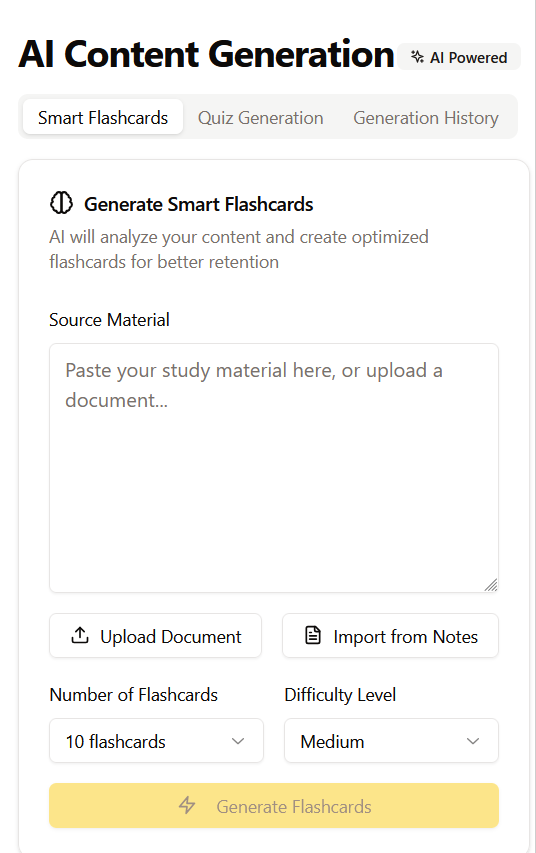 AI Content Generation
AI Powered
Smart Flashcards
Quiz Generation
Generation History
Generate Smart Flashcards
AI will analyze your content and create optimized
flashcards for better retention
Source Material
Paste your study material here, or upload a
document...
Upload Document
Import from Notes
Number of Flashcards
Difficulty Level
10 flashcards
Medium
Generate Flashcards